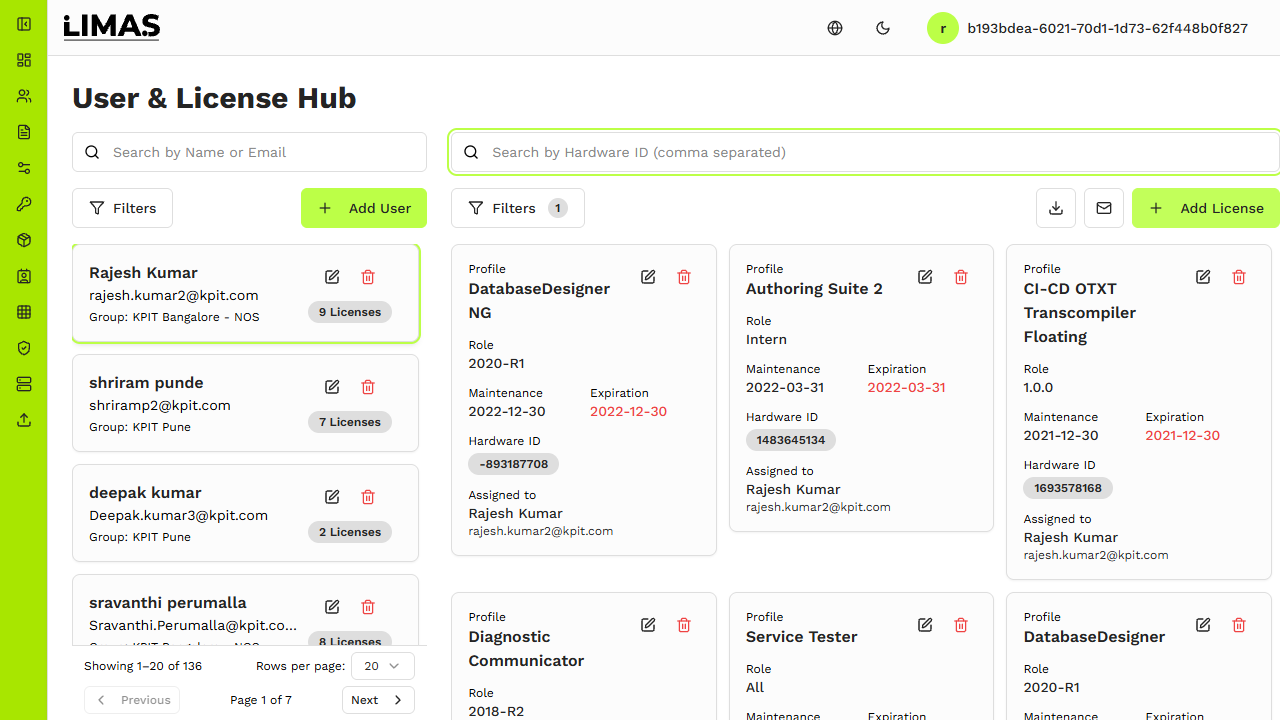 LIMAS
r
b193bdea-6021-70d1-1d73-62f448b0f827
User & License Hub
Search by Name or Email
Search by Hardware ID (comma separated)
Filters
Add User
Filters
1
Add License
Rajesh Kumar
rajesh.kumar2@kpit.com
Group: KPIT Bangalore - NOS
9 Licenses
shriram punde
shriramp2@kpit.com
Group: KPIT Pune
7 Licenses
deepak kumar
Deepak.kumar3@kpit.com
Group: KPIT Pune
2 Licenses
sravanthi perumalla
Sravanthi.Perumalla@kpit.co...
8 Licenses
Showing 1–20 of 136
Rows per page:
20
Previous
Page 1 of 7
Next
Profile
DatabaseDesigner
NG
Role
2020-R1
Maintenance
Expiration
2022-12-30
2022-12-30
Hardware ID
-893187708
Assigned to
Rajesh Kumar
rajesh.kumar2@kpit.com
Profile
Authoring Suite 2
Role
Intern
Maintenance
Expiration
2022-03-31
2022-03-31
Hardware ID
1483645134
Assigned to
Rajesh Kumar
rajesh.kumar2@kpit.com
Profile
CI-CD OTXT
Transcompiler
Floating
Role
1.0.0
Maintenance
Expiration
2021-12-30
2021-12-30
Hardware ID
1693578168
Assigned to
Rajesh Kumar
rajesh.kumar2@kpit.com
Profile
Diagnostic
Communicator
Role
2018-R2
Profile
Service Tester
Role
All
Maintenance
Expiration
Profile
DatabaseDesigner
Role
2020-R1
Maintenance
Expiration